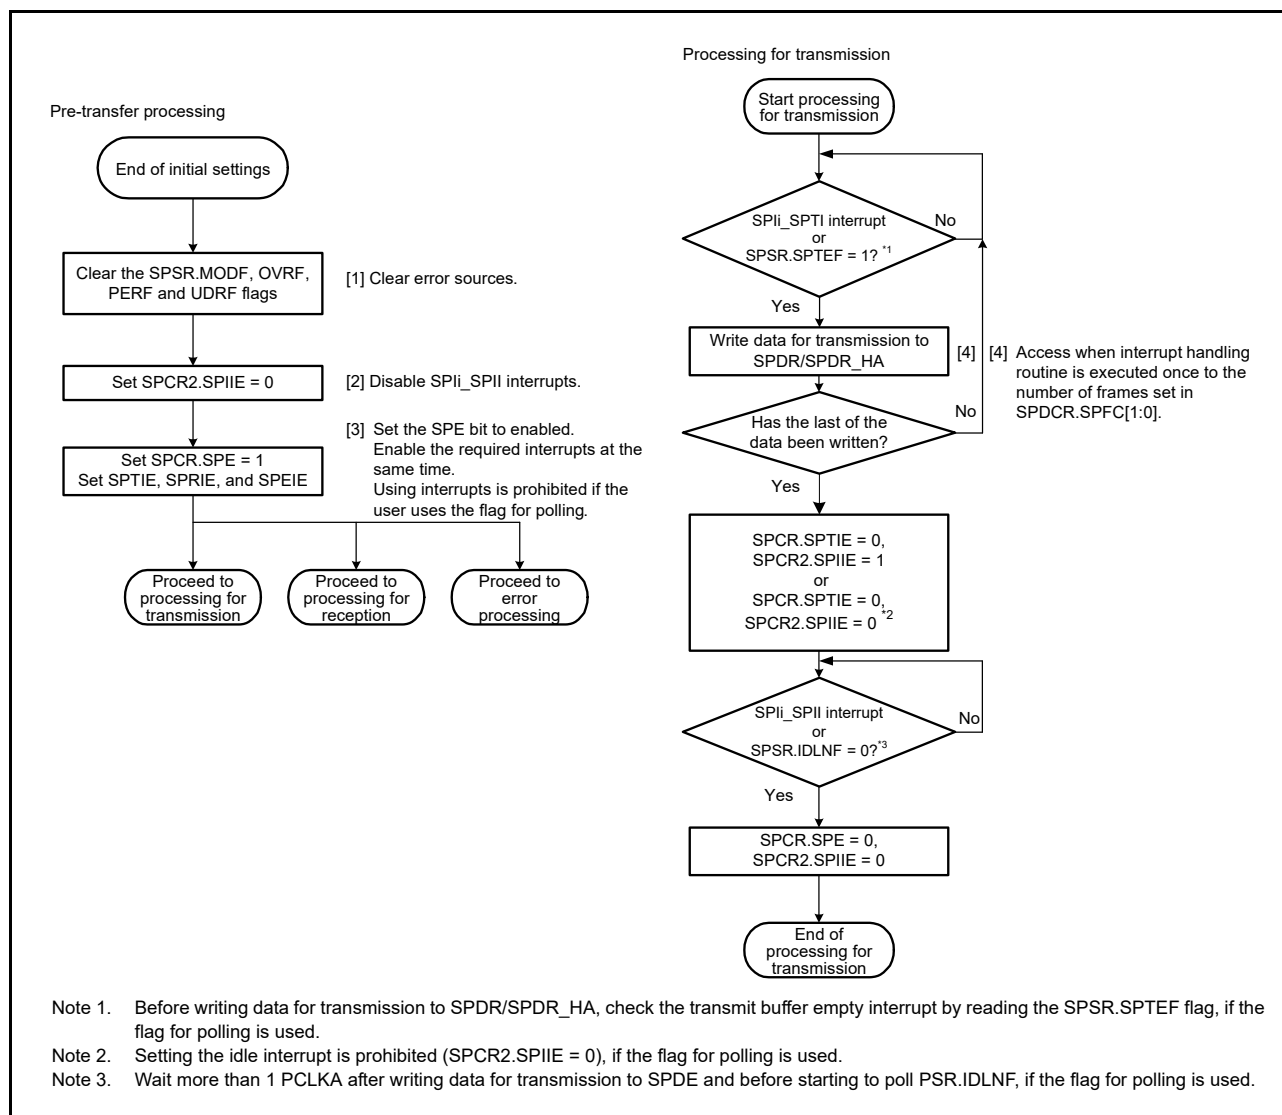 Pre-transfer processing
End of initial settings
Clear the SPSR.MODF, OVRF,
PERF and UDRF flags
[1] Clear error sources.
Set SPCR2.SPIIE = 0
[2] Disable SPIi_SPII interrupts.
Set SPCR.SPE = 1
Set SPTIE, SPRIE, and SPEIE
[3] Set the SPE bit to enabled.
Enable the required interrupts at the
same time.
Using interrupts is prohibited if the
user uses the flag for polling.
Proceed to
processing for
transmission
Proceed to
processing for
reception
Proceed to
error
processing
Processing for transmission
Start processing
for transmission
SPIi_SPTI interrupt
or
SPSR.SPTEF = 1? *1
No
Yes
Write data for transmission to
SPDR/SPDR_HA
[4]
[4] Access when interrupt handling
routine is executed once to the
number of frames set in
SPDCR.SPFC[1:0].
Has the last of the
data been written?
No
Yes
SPCR.SPTIE = 0,
SPCR2.SPIIE = 1
or
SPCR.SPTIE = 0,
SPCR2.SPIIE = 0 *2
SPIi_SPII interrupt
or
SPSR.IDLNF = 0?*3
No
Yes
SPCR.SPE = 0,
SPCR2.SPIIE = 0
End of
processing for
transmission
Note 1. Before writing data for transmission to SPDR/SPDR_HA, check the transmit buffer empty interrupt by reading the SPSR.SPTEF flag, if the
flag for polling is used.
Note 2. Setting the idle interrupt is prohibited (SPCR2.SPIIE = 0), if the flag for polling is used.
Note 3. Wait more than 1 PCLKA after writing data for transmission to SPDE and before starting to poll PSR.IDLNF, if the flag for polling is used.